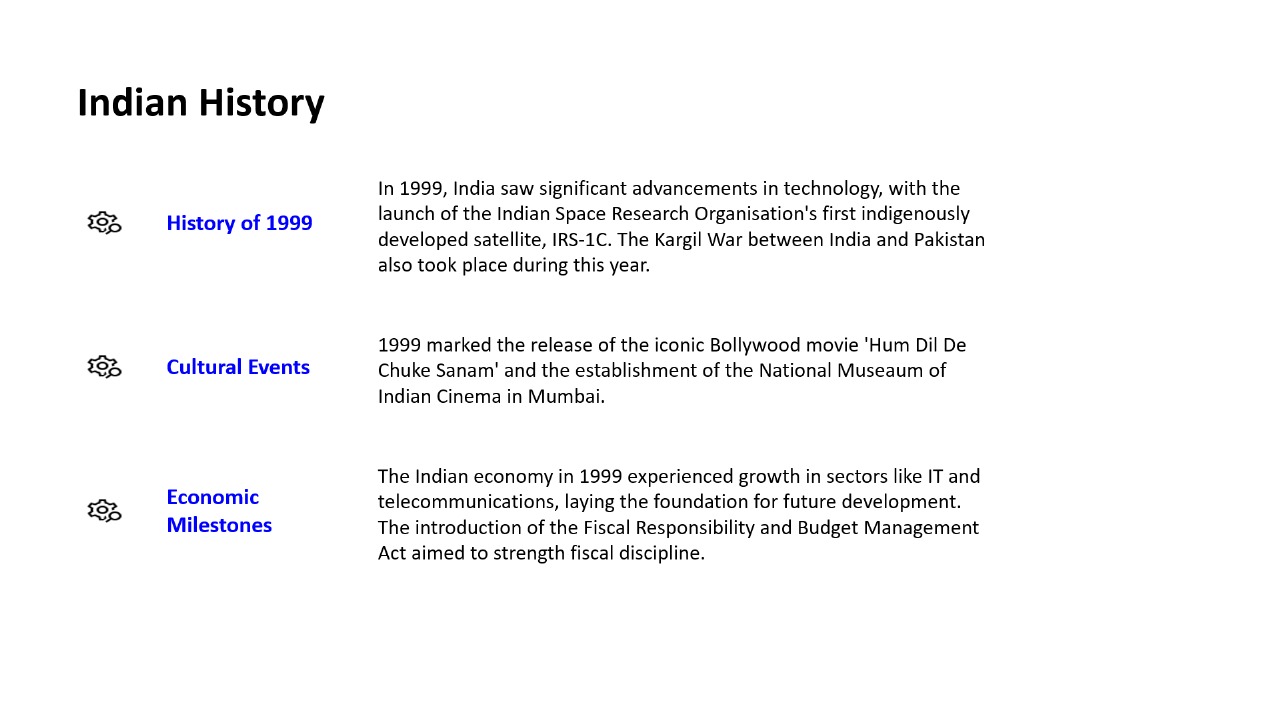 Indian History
History of 1999
In 1999, India saw significant advancements in technology, with the
launch of the Indian Space Research Organisation's first indigenously
developed satellite, IRS-1C. The Kargil War between India and Pakistan
also took place during this year.
Cultural Events
1999 marked the release of the iconic Bollywood movie 'Hum Dil De
Chuke Sanam' and the establishment of the National Museaum of
Indian Cinema in Mumbai.
Economic
Milestones
The Indian economy in 1999 experienced growth in sectors like IT and
telecommunications, laying the foundation for future development.
The introduction of the Fiscal Responsibility and Budget Management
Act aimed to strength fiscal discipline.